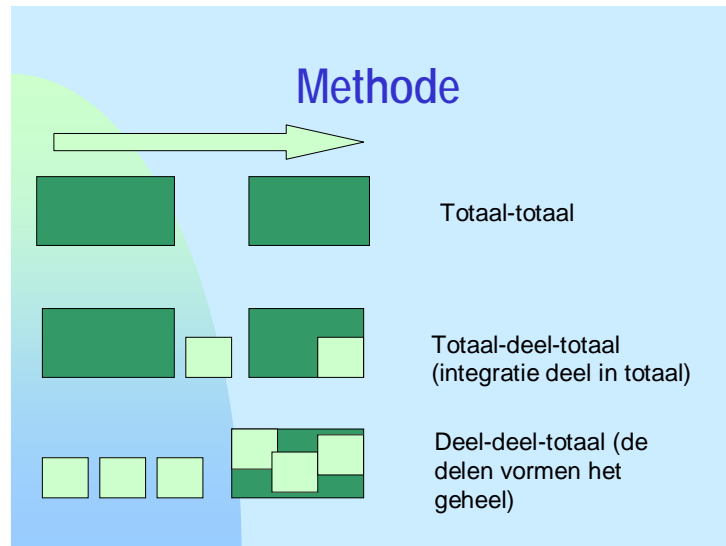 Methode
Totaal-totaal
Totaal-deel-totaal
(integratie deel in totaal)
Deel-deel-totaal (de
delen vormen het
geheel)